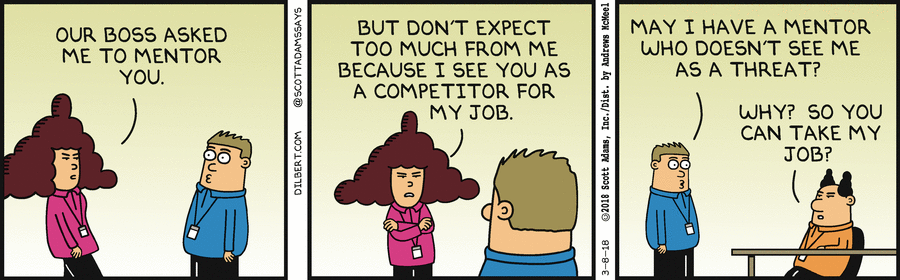 OUR BOSS ASKED
ME TO MENTOR
YOU.
DILBERT.COM @SCOTTADAMSSAYS
BUT DON'T EXPECT
TOO MUCH FROM ME
BECAUSE I SEE YOU AS
A COMPETITOR FOR
MY JOB.
3-8-18 ©2018 Scott Adams, Inc./Dist. by Andrews McMeel
MAY I HAVE A MENTOR
WHO DOESN'T SEE ME
AS A THREAT?
WHY? SO YOU
CAN TAKE MY
JOB?